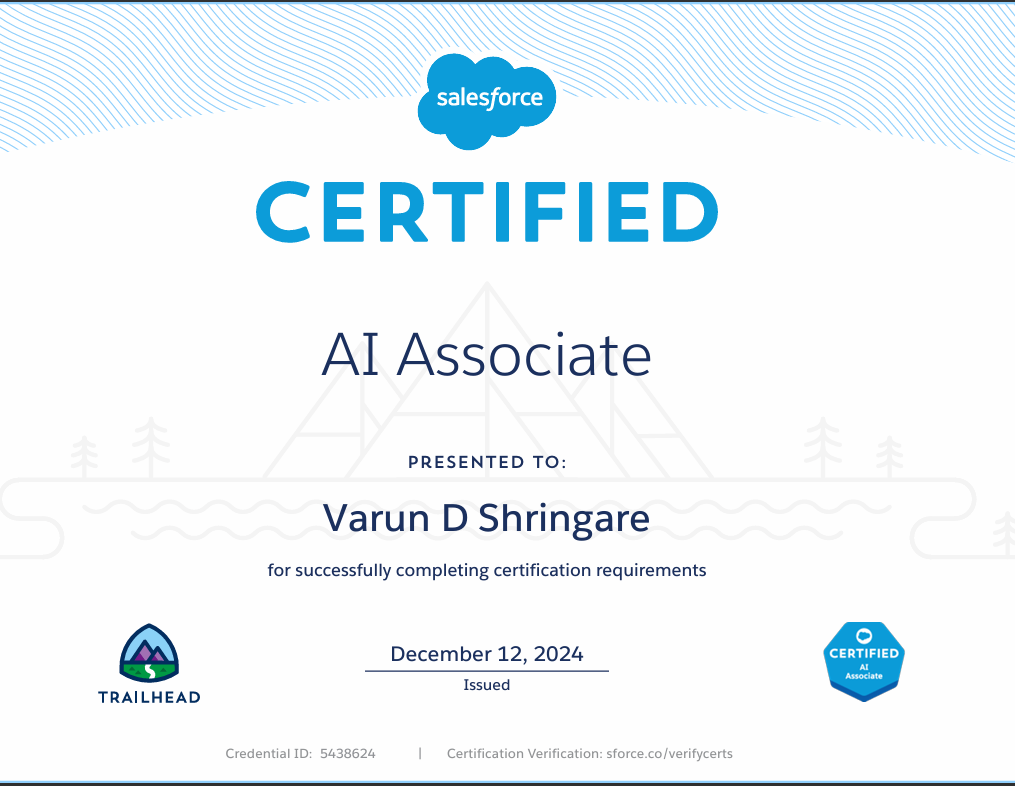 salesforce
CERTIFIED
AI Associate
PRESENTED TO:
Varun D Shringare
for successfully completing certification requirements
December 12, 2024
Issued
TRAILHEAD
CERTIFIED
AI
Associate
Credential ID: 5438624 | Certification Verification: sforce.co/verifycerts